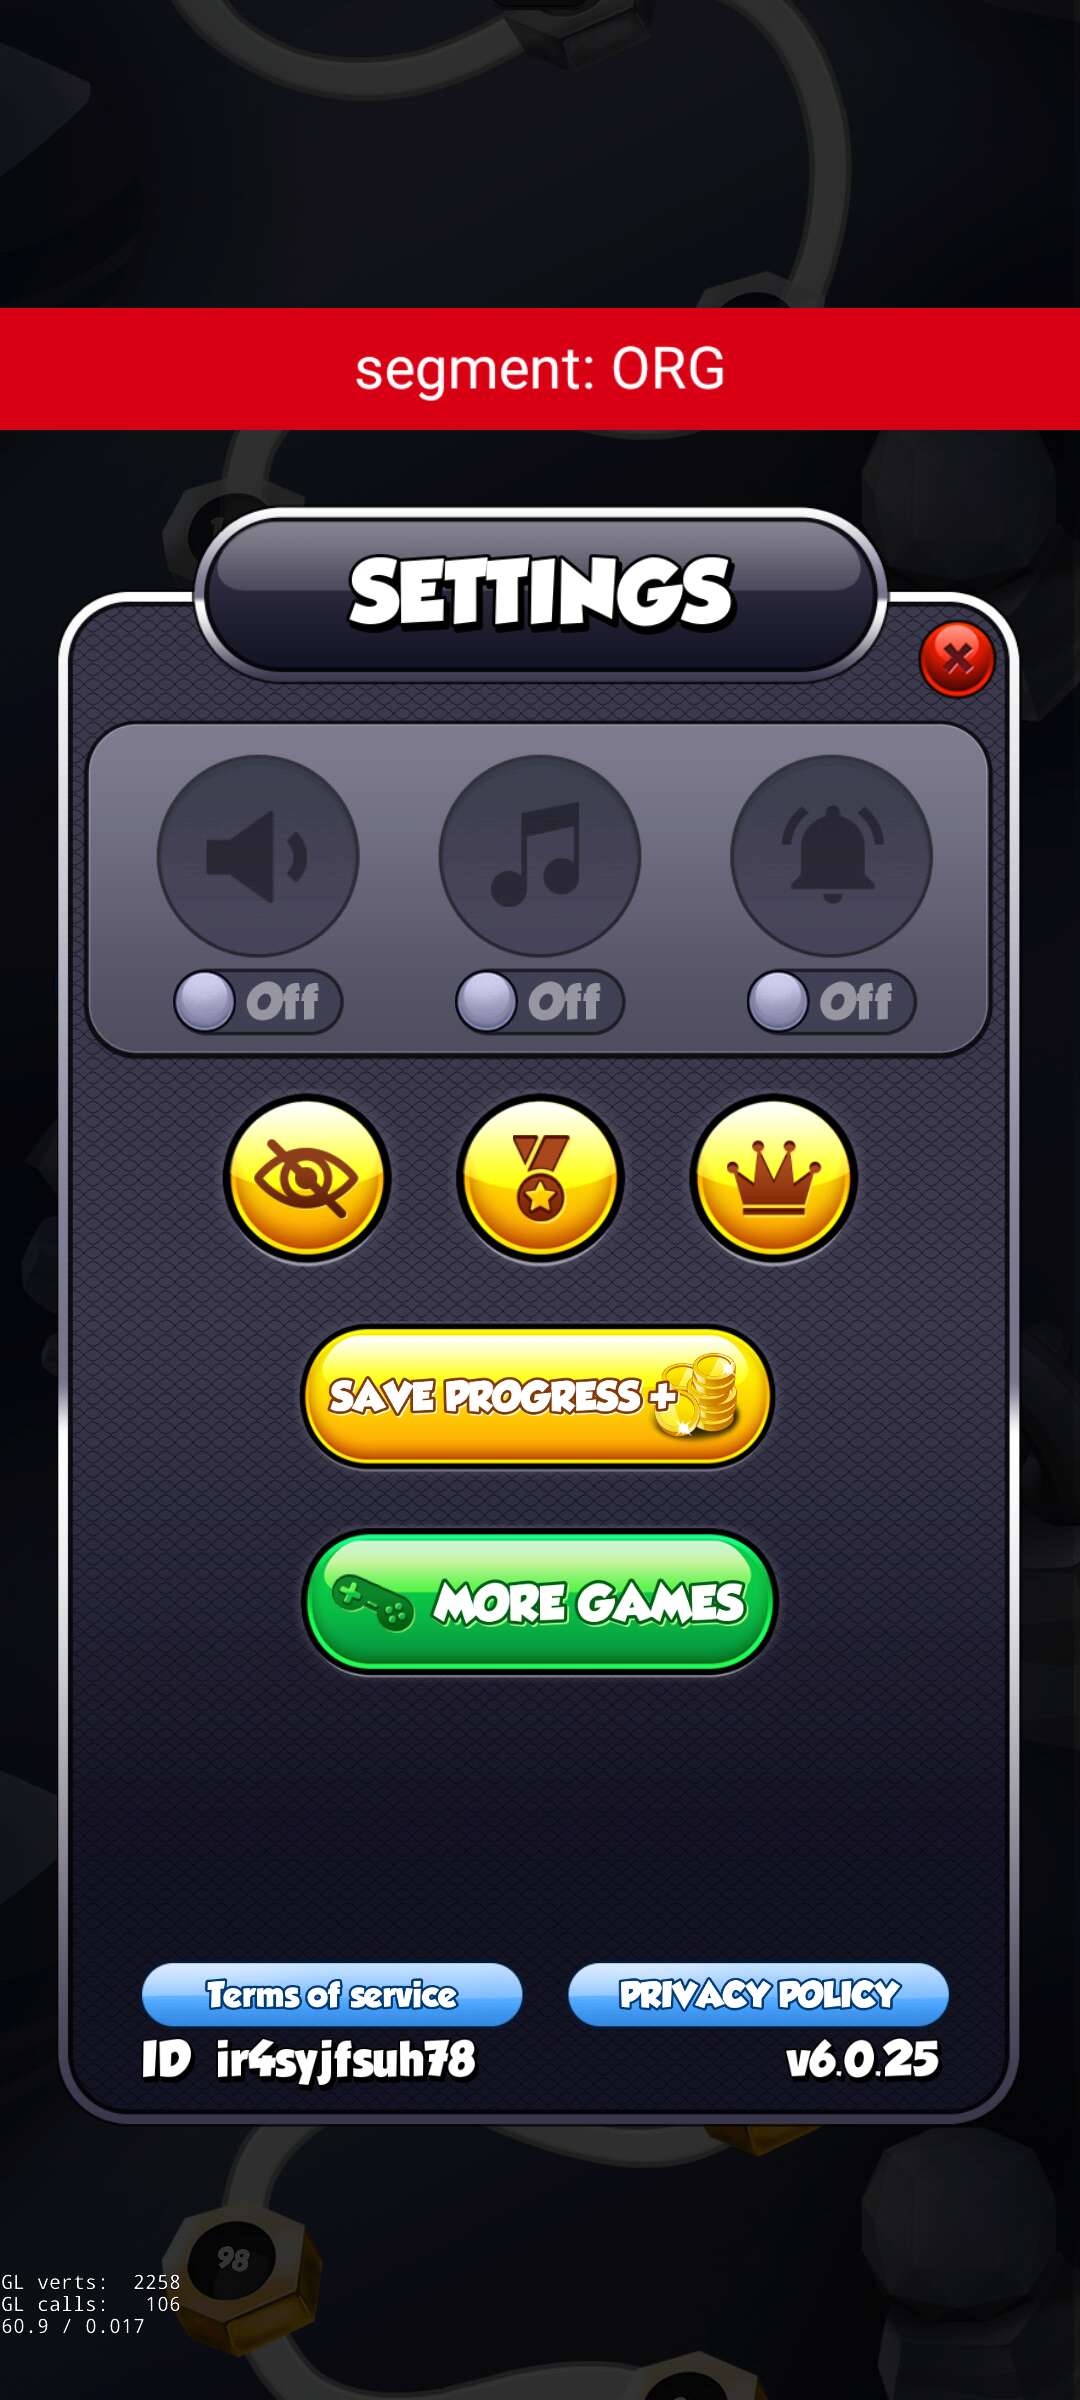 segment: ORG
SETTINGS
Off Off Off
SAVE PROGRESS +
MORE GAMES
Terms of service PRIVACY POLICY
ID ir4syjfsuh78 v6.0.25
98
GL verts: 2258
GL calls: 106
60.9 / 0.017